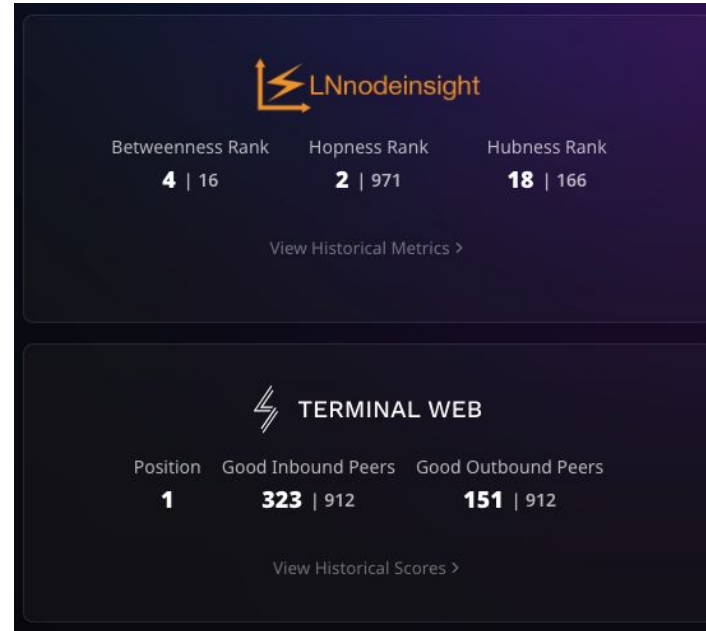 LNnodeinsight
Betweenness Rank Hopness Rank Hubness Rank
4 | 16 2 | 971 18 | 166
View Historical Metrics >
TERMINAL WEB
Position Good Inbound Peers Good Outbound Peers
1 323 | 912 151 | 912
View Historical Scores >